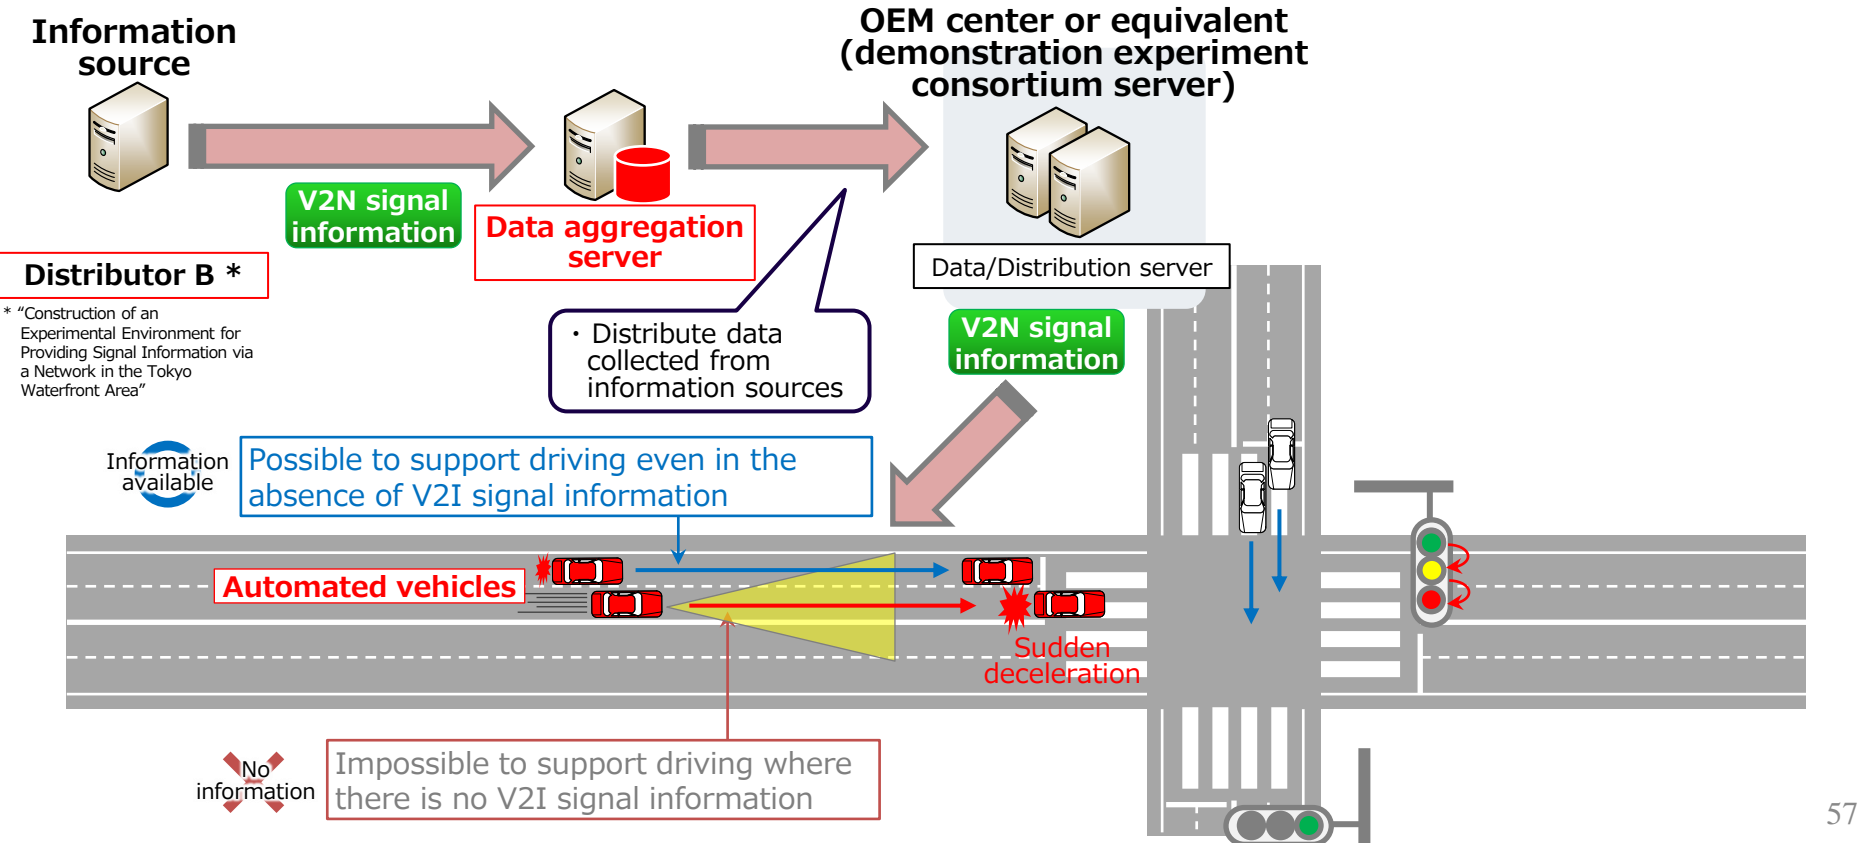 Information
source
OEM center or equivalent
(demonstration experiment
consortium server)
V2N signal
information
Data aggregation
server
Distributor B *
* “Construction of an
Experimental Environment for
Providing Signal Information via
a Network in the Tokyo
Waterfront Area”
Data/Distribution server
・Distribute data
collected from
information sources
V2N signal
information
Information
available
Possible to support driving even in the
absence of V2I signal information
Automated vehicles
Sudden
deceleration
No
information
Impossible to support driving where
there is no V2I signal information
57